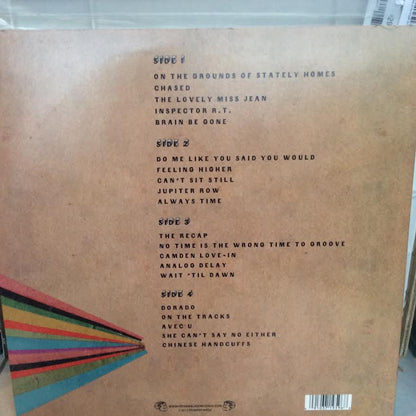 SIDE 1
ON THE GROUNDS OF STATELY HOMES
CHASED
THE LOVELY MISS JEAN
INSPECTOR R.T.
BRAIN BE GONE
SIDE 2
DO ME LIKE YOU SAID YOU WOULD
FEELING HIGHER
CAN'T SIT STILL
JUPITER ROW
ALWAYS TIME
SIDE 3
THE RECAP
NO TIME IS THE WRONG TIME TO GROOVE
CAMDEN LOVE-IN
ANALOG DELAY
WAIT 'TIL DAWN
SIDE 4
DORADO
ON THE TRACKS
AVEC U
SHE CAN'T SAY NO EITHER
CHINESE HANDCUFFS